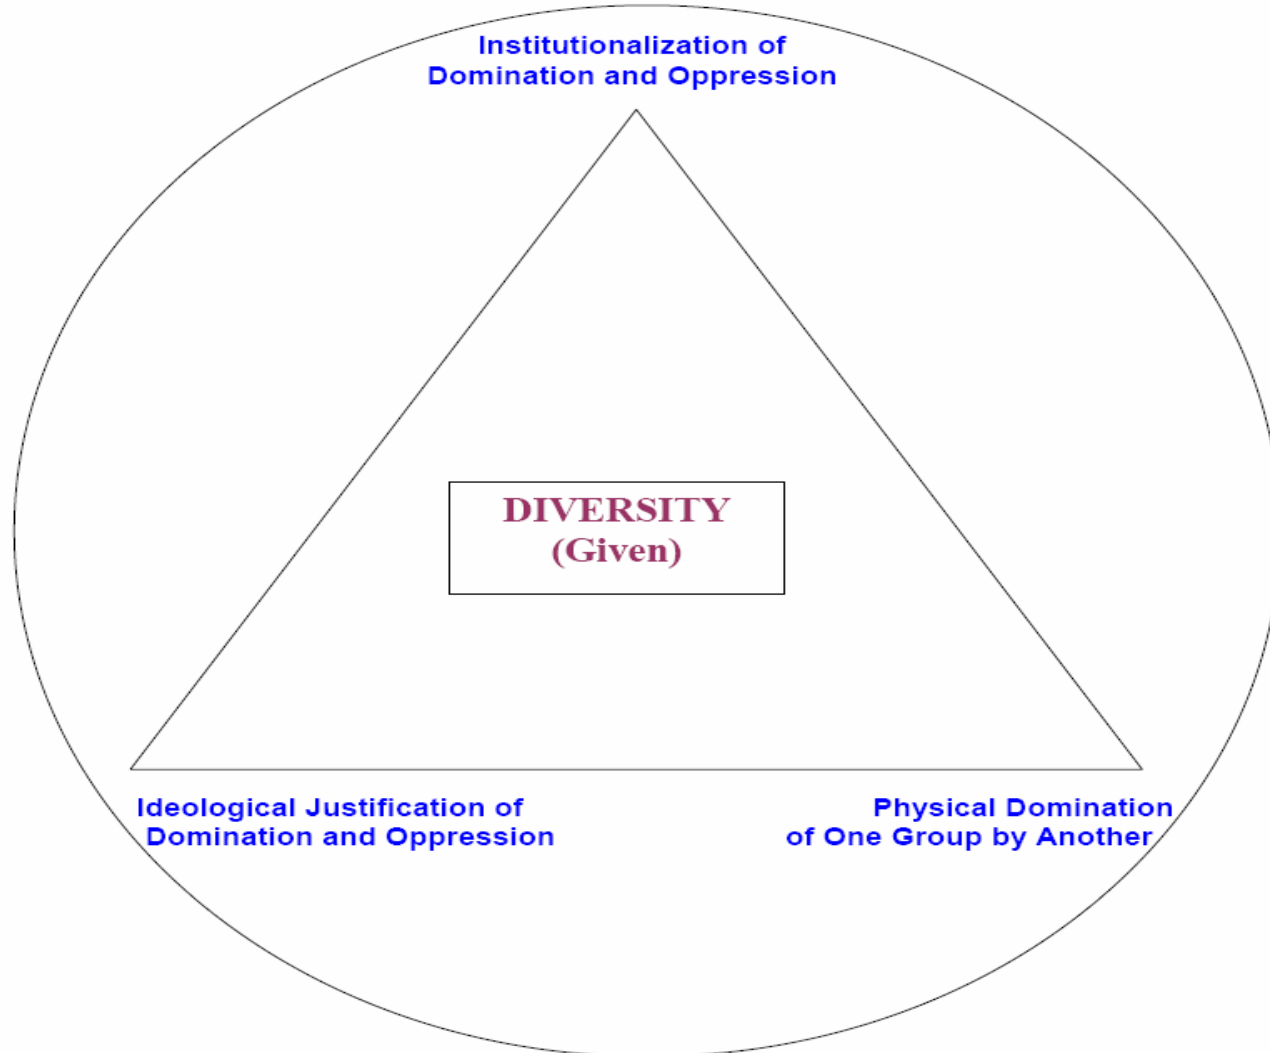 Institutionalization of
Domination and Oppression
DIVERSITY
(Given)
Ideological Justification of
Domination and Oppression
Physical Domination
of One Group by Another